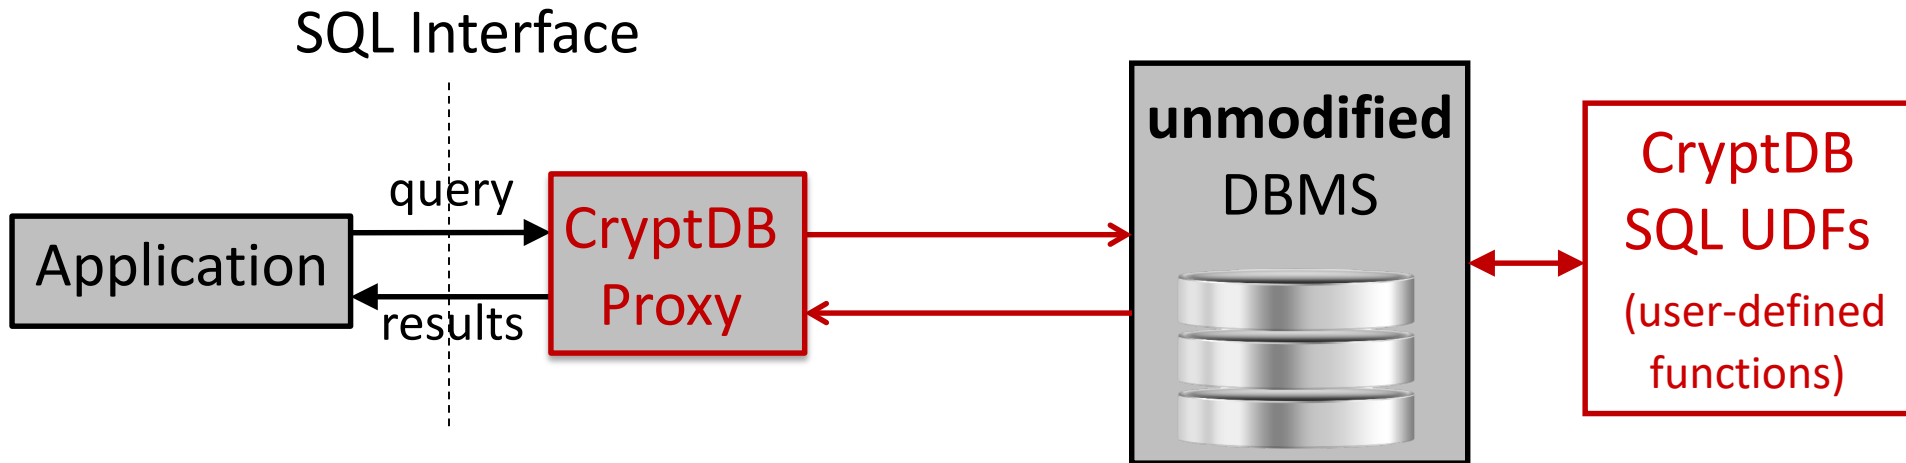 SQL Interface
query
Application
results
CryptDB
Proxy
unmodified
DBMS
CryptDB
SQL UDFs
(user-defined
functions)